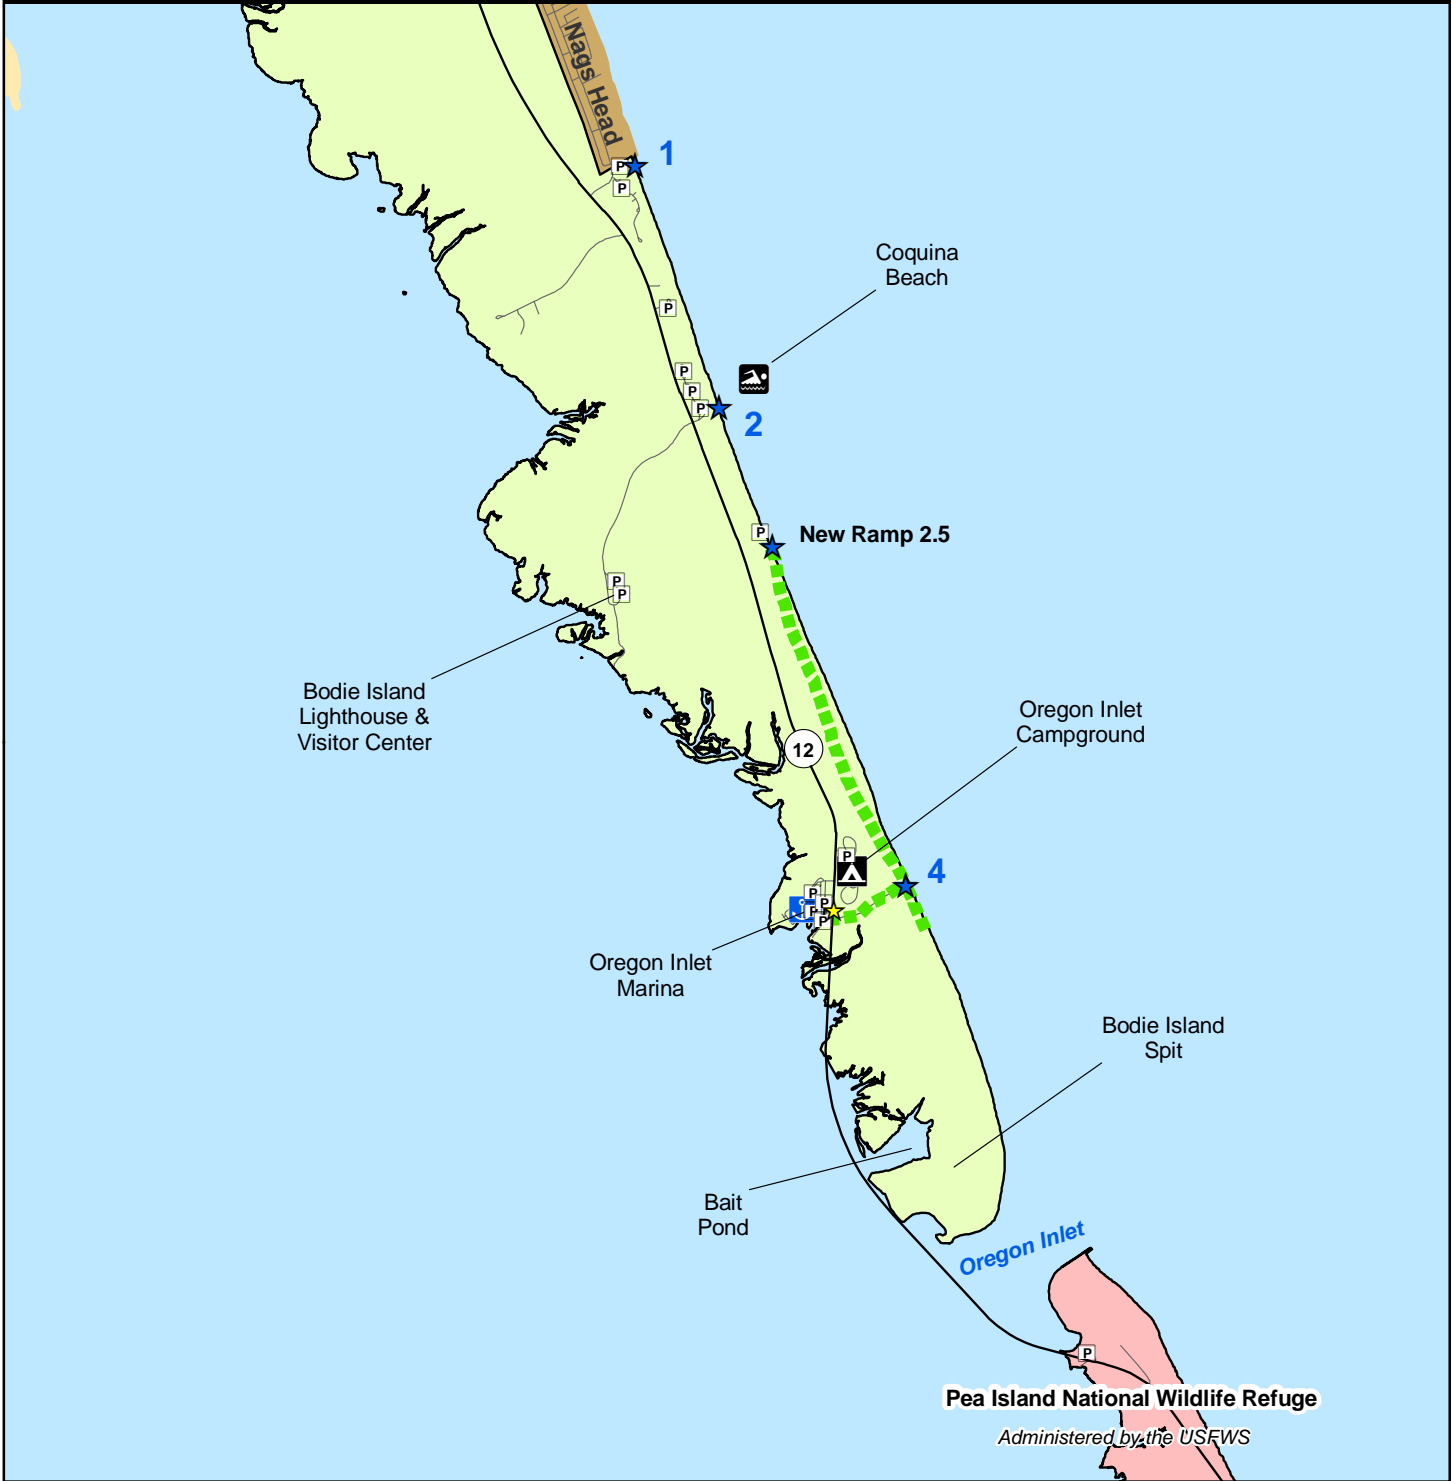 Nags Head
P
1
P
Coquina
Beach
P
P
P
P
2
P
New Ramp 2.5
P
P
Bodie Island
Lighthouse &
Visitor Center
12
Oregon Inlet
Campground
P
4
P
P
P
P
Oregon Inlet
Marina
Bodie Island
Spit
Bait
Pond
Oregon Inlet
P
Pea Island National Wildlife Refuge
Administered by the USFWS